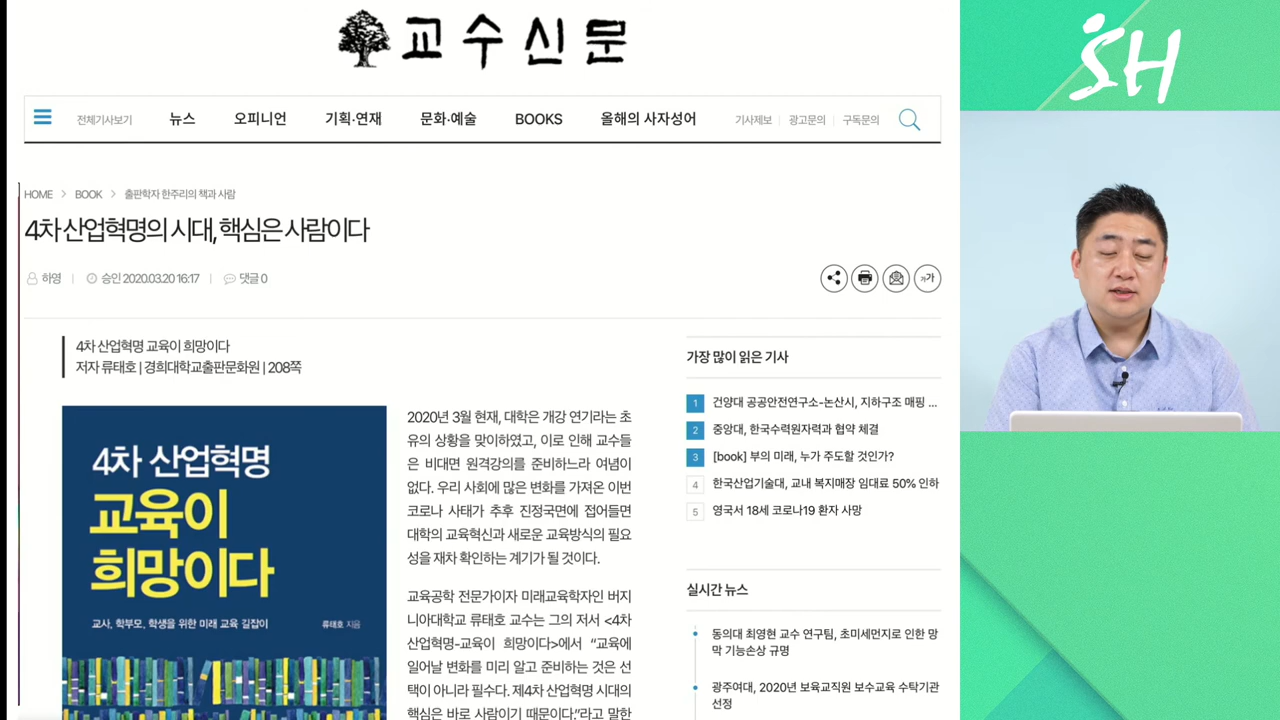 교수신문
SH
전체기사보기 뉴스 오피니언 기획·연재 문화·예술 BOOKS 올해의 사자성어 기사제보 광고문의 구독문의
HOME > BOOK > 출판학자 한주리의 책과 사람
4차 산업혁명의 시대, 핵심은 사람이다
하영 승인 2020.03.20 16:17 댓글 0
가가
4차 산업혁명 교육이 희망이다
저자 류태호 | 경희대학교출판문화원 | 208쪽
4차 산업혁명
교육이
희망이다
교사, 학부모, 학생을 위한 미래 교육 길잡이 류태호 지음
2020년 3월 현재, 대학은 개강 연기라는 초
유의 상황을 맞이하였고, 이로 인해 교수들
은 비대면 원격강의를 준비하느라 여념이
없다. 우리 사회에 많은 변화를 가져온 이번
코로나 사태가 추후 진정국면에 접어들면
대학의 교육혁신과 새로운 교육방식의 필요
성을 재차 확인하는 계기가 될 것이다.
교육공학 전문가이자 미래교육학자인 버지
니아대학교 류태호 교수는 그의 저서 <4차
산업혁명-교육이 희망이다>에서 “교육에
일어날 변화를 미리 알고 준비하는 것은 선
택이 아니라 필수다. 제4차 산업혁명 시대의
핵심은 바로 사람이기 때문이다.”라고 말한
가장 많이 읽은 기사
1 건양대 공공안전연구소-논산시, 지하구조 매핑 ...
2 중앙대, 한국수력원자력과 협약 체결
3 [book] 부의 미래, 누가 주도할 것인가?
4 한국산업기술대, 교내 복지매장 임대료 50% 인하
5 영국서 18세 코로나19 환자 사망
실시간 뉴스
동의대 최영현 교수 연구팀, 초미세먼지로 인한 망
막 기능손상 규명
광주여대, 2020년 보육교직원 보수교육 수탁기관
선정